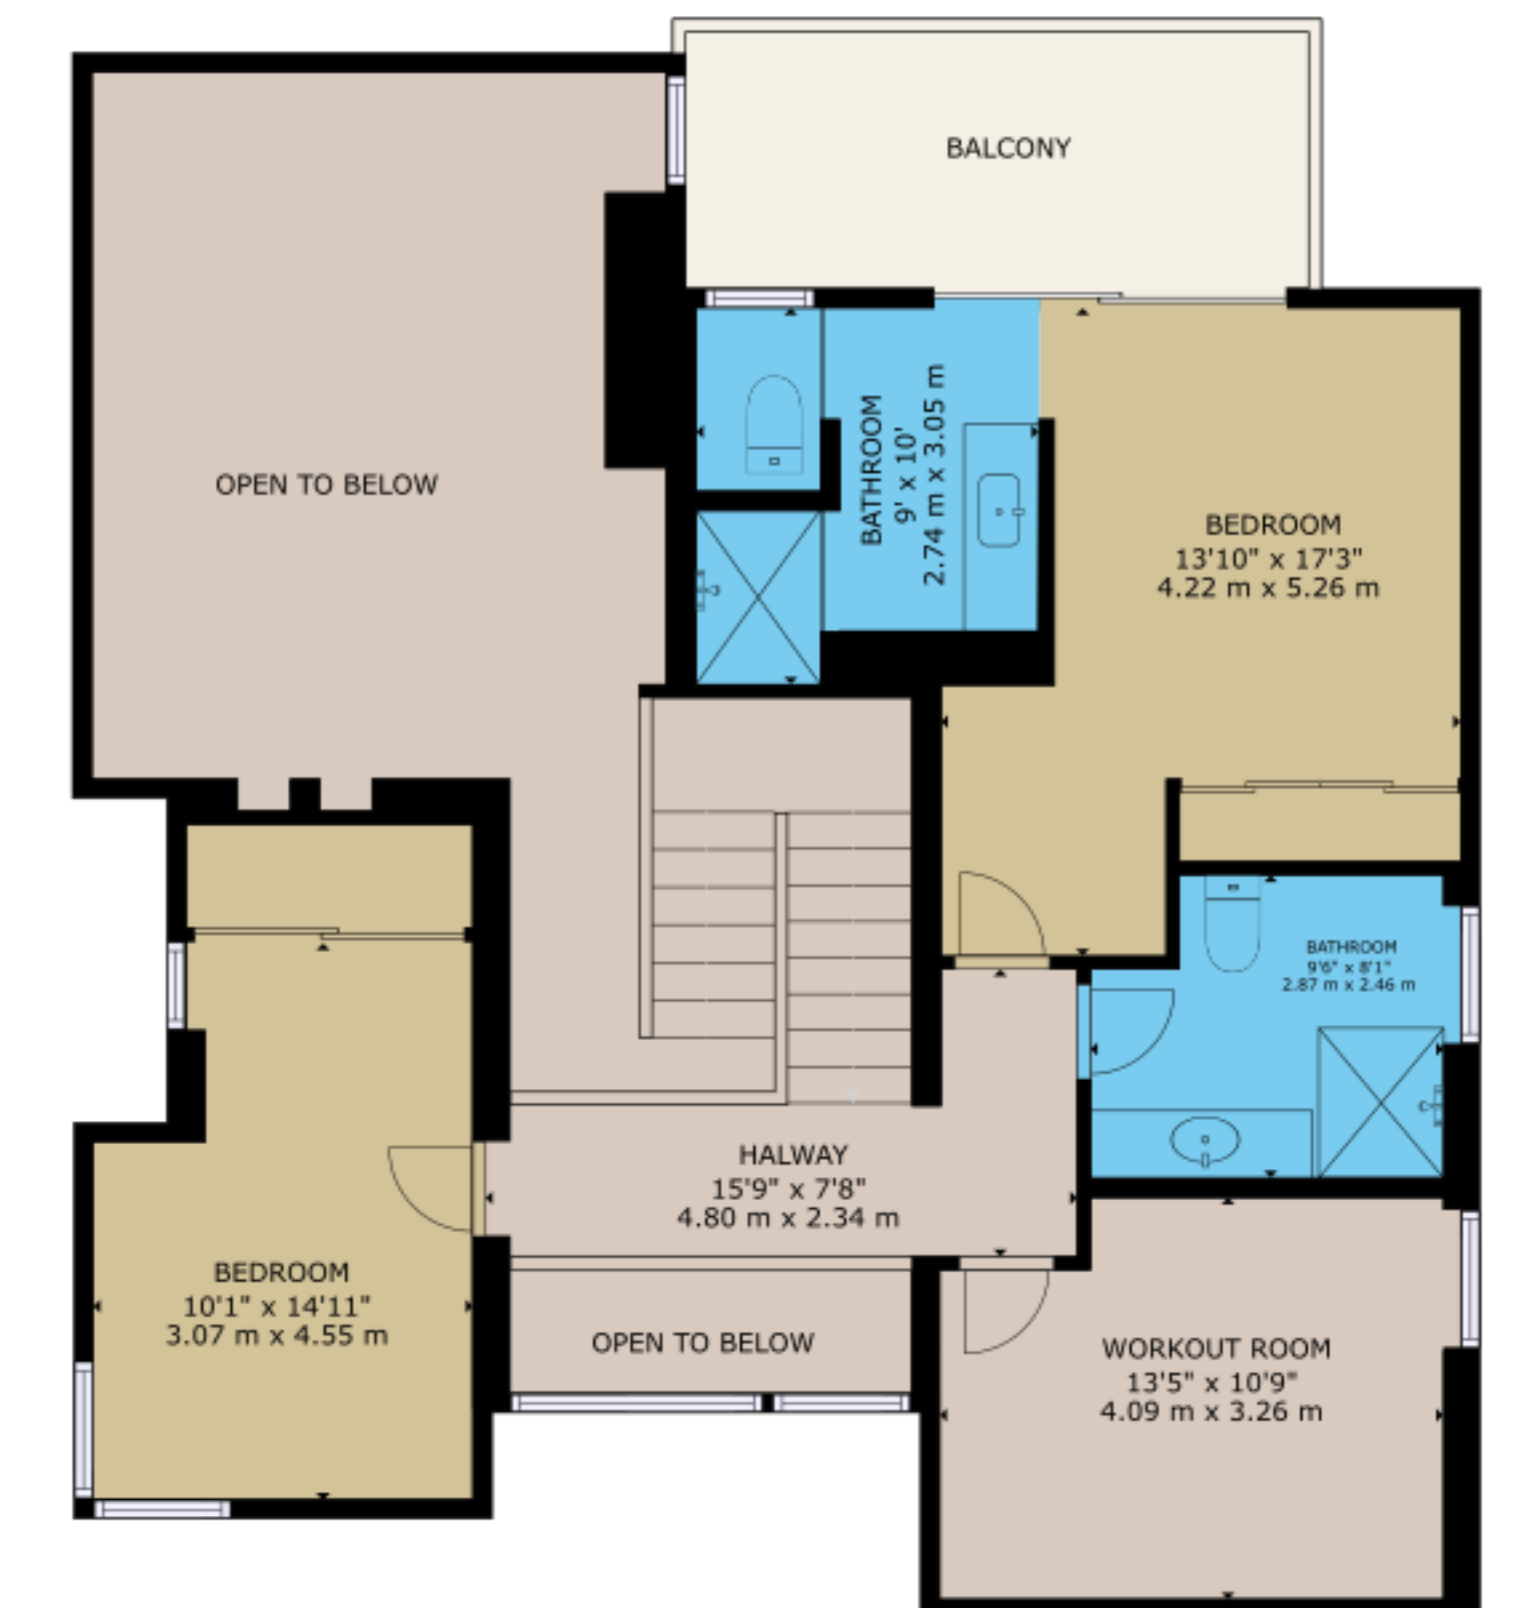 BALCONY
OPEN TO BELOW
BATHROOM
9' x 10'
2.74 m x 3.05 m
BEDROOM
13'10" x 17'3"
4.22 m x 5.26 m
BATHROOM
9'6" x 8'1"
2.87 m x 2.46 m
HALWAY
15'9" x 7'8"
4.80 m x 2.34 m
BEDROOM
10'1" x 14'11"
3.07 m x 4.55 m
OPEN TO BELOW
WORKOUT ROOM
13'5" x 10'9"
4.09 m x 3.26 m